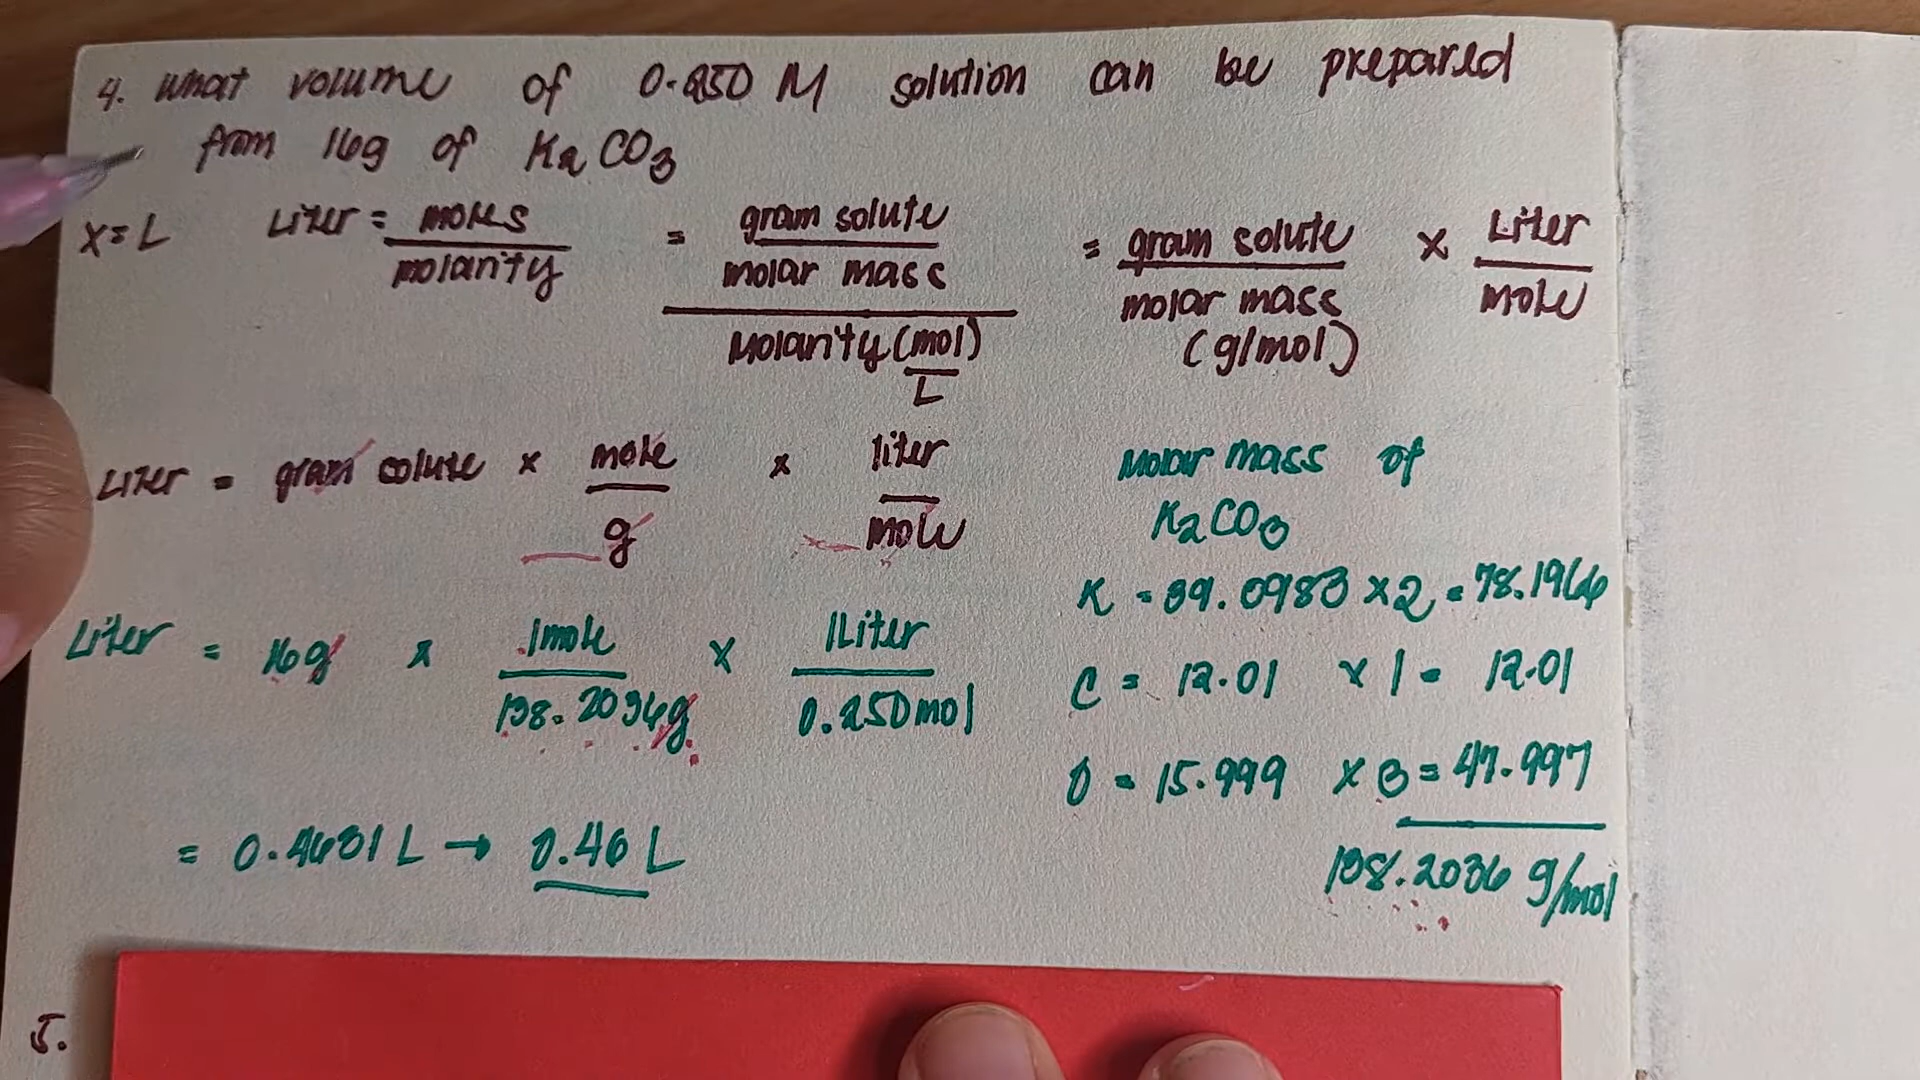 4. What volume of 0.250 M solution can be prepared
from 16g of K2CO3
x = L Liter = moles / molarity = gram solute / molar mass / Molarity (mol/L) = gram solute / molar mass (g/mol) x Liter / mole
Liter = gram solute x mole / g x liter / mole
Molar mass of
K2CO3
K = 39.0983 x 2 = 78.1966
C = 12.01 x 1 = 12.01
O = 15.999 x 3 = 47.997
138.2036 g/mol
Liter = 16g x 1mole / 138.2036g x 1Liter / 0.250mol
= 0.4631 L → 0.46 L
5.